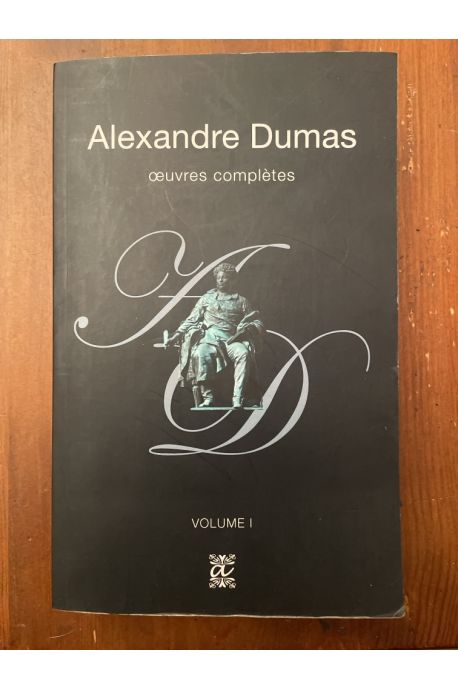 Alexandre Dumas
œuvres complètes
A
D
VOLUME I
a